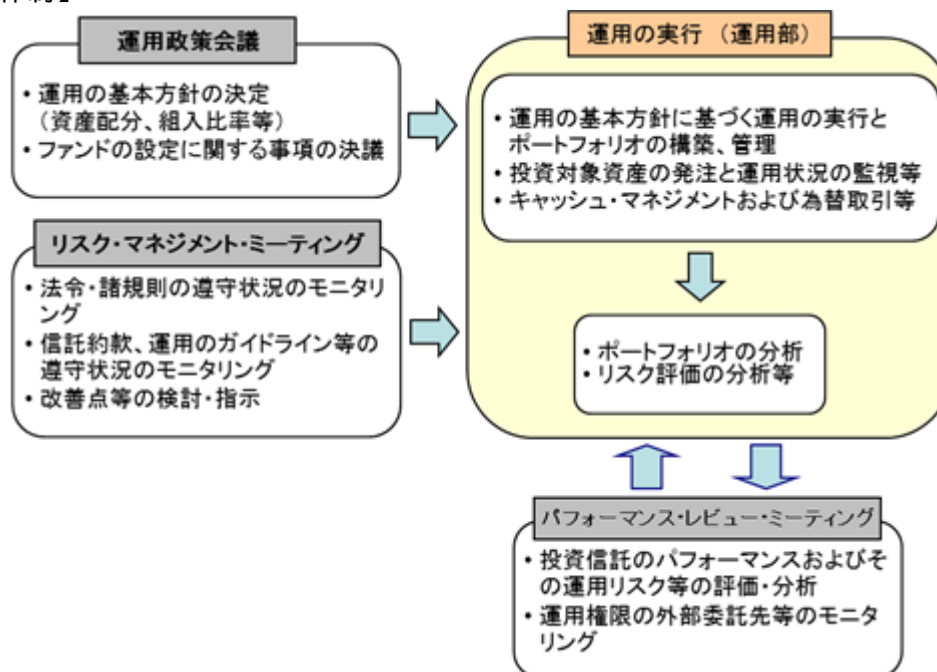 運用政策会議
・運用の基本方針の決定
（資産配分、組入比率等）
・ファンドの設定に関する事項の決議
リスク・マネジメント・ミーティング
・法令・諸規則の遵守状況のモニタリ
ング
・信託約款、運用のガイドライン等の
遵守状況のモニタリング
・改善点等の検討・指示
運用の実行 （運用部）
・運用の基本方針に基づく運用の実行と
ポートフォリオの構築、管理
・投資対象資産の発注と運用状況の監視等
・キャッシュ・マネジメントおよび為替取引等
・ポートフォリオの分析
・リスク評価の分析等
パフォーマンス・レビュー・ミーティング
・投資信託のパフォーマンスおよびそ
の運用リスク等の評価・分析
・運用権限の外部委託先等のモニタ
リング